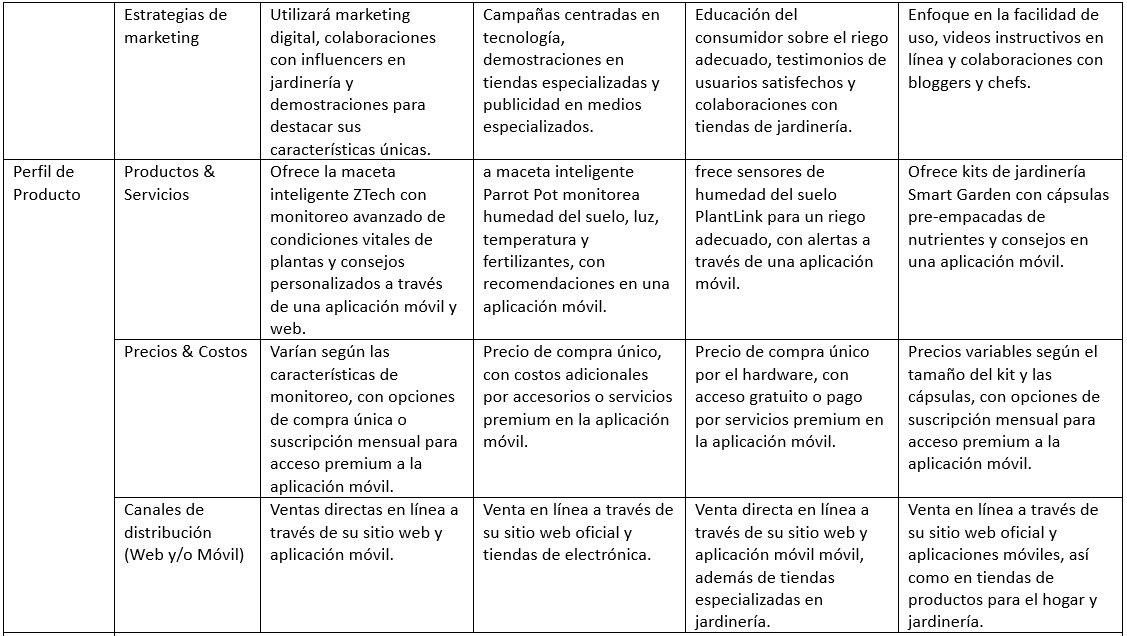 Estrategias de
marketing
Utilizará marketing
digital, colaboraciones
con influencers en
jardinería y
demostraciones para
destacar sus
características únicas.
Campañas centradas en
tecnología,
demostraciones en
tiendas especializadas y
publicidad en medios
especializados.
Educación del
consumidor sobre el riego
adecuado, testimonios de
usuarios satisfechos y
colaboraciones con
tiendas de jardinería.
Enfoque en la facilidad de
uso, videos instructivos en
línea y colaboraciones con
bloggers y chefs.
Perfil de
Producto
Productos &
Servicios
Ofrece la maceta
inteligente ZTech con
monitoreo avanzado de
condiciones vitales de
plantas y consejos
personalizados a través
de una aplicación móvil y
web.
a maceta inteligente
Parrot Pot monitorea
humedad del suelo, luz,
temperatura y
fertilizantes, con
recomendaciones en una
aplicación móvil.
frece sensores de
humedad del suelo
PlantLink para un riego
adecuado, con alertas a
través de una aplicación
móvil.
Ofrece kits de jardinería
Smart Garden con cápsulas
pre-empacadas de
nutrientes y consejos en
una aplicación móvil.
Precios & Costos
Varían según las
características de
monitoreo, con opciones
de compra única o
suscripción mensual para
acceso premium a la
aplicación móvil.
Precio de compra único,
con costos adicionales
por accesorios o servicios
premium en la aplicación
móvil.
Precio de compra único
por el hardware, con
acceso gratuito o pago
por servicios premium en
la aplicación móvil.
Precios variables según el
tamaño del kit y las
cápsulas, con opciones de
suscripción mensual para
acceso premium a la
aplicación móvil.
Canales de
distribución
(Web y/o Móvil)
Ventas directas en línea a
través de su sitio web y
aplicación móvil.
Venta en línea a través de
su sitio web oficial y
tiendas de electrónica.
Venta directa en línea a
través de su sitio web y
aplicación móvil móvil,
además de tiendas
especializadas en
jardinería.
Venta en línea a través de
su sitio web oficial y
aplicaciones móviles, así
como en tiendas de
productos para el hogar y
jardinería.